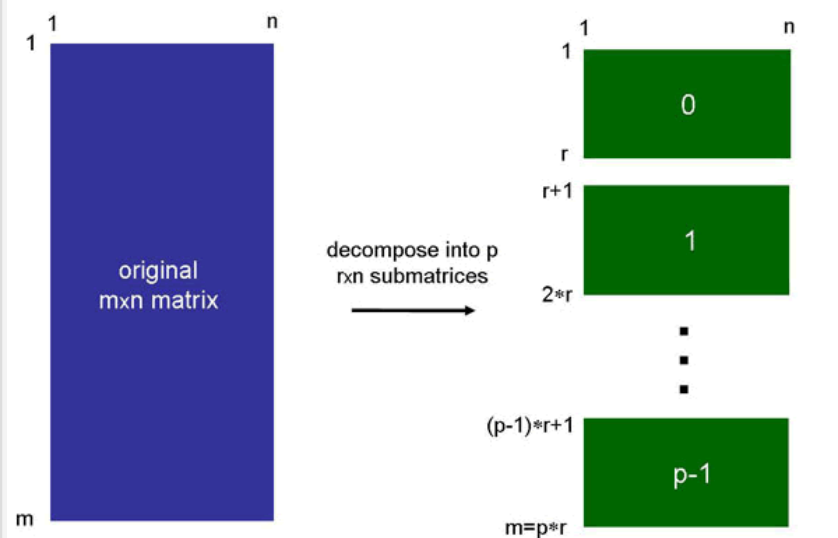 1
n
1
original
mxn matrix
m
decompose into p
rxn submatrices
1
n
1
0
r
r+1
1
2*r
(p-1)*r+1
p-1
m=p*r